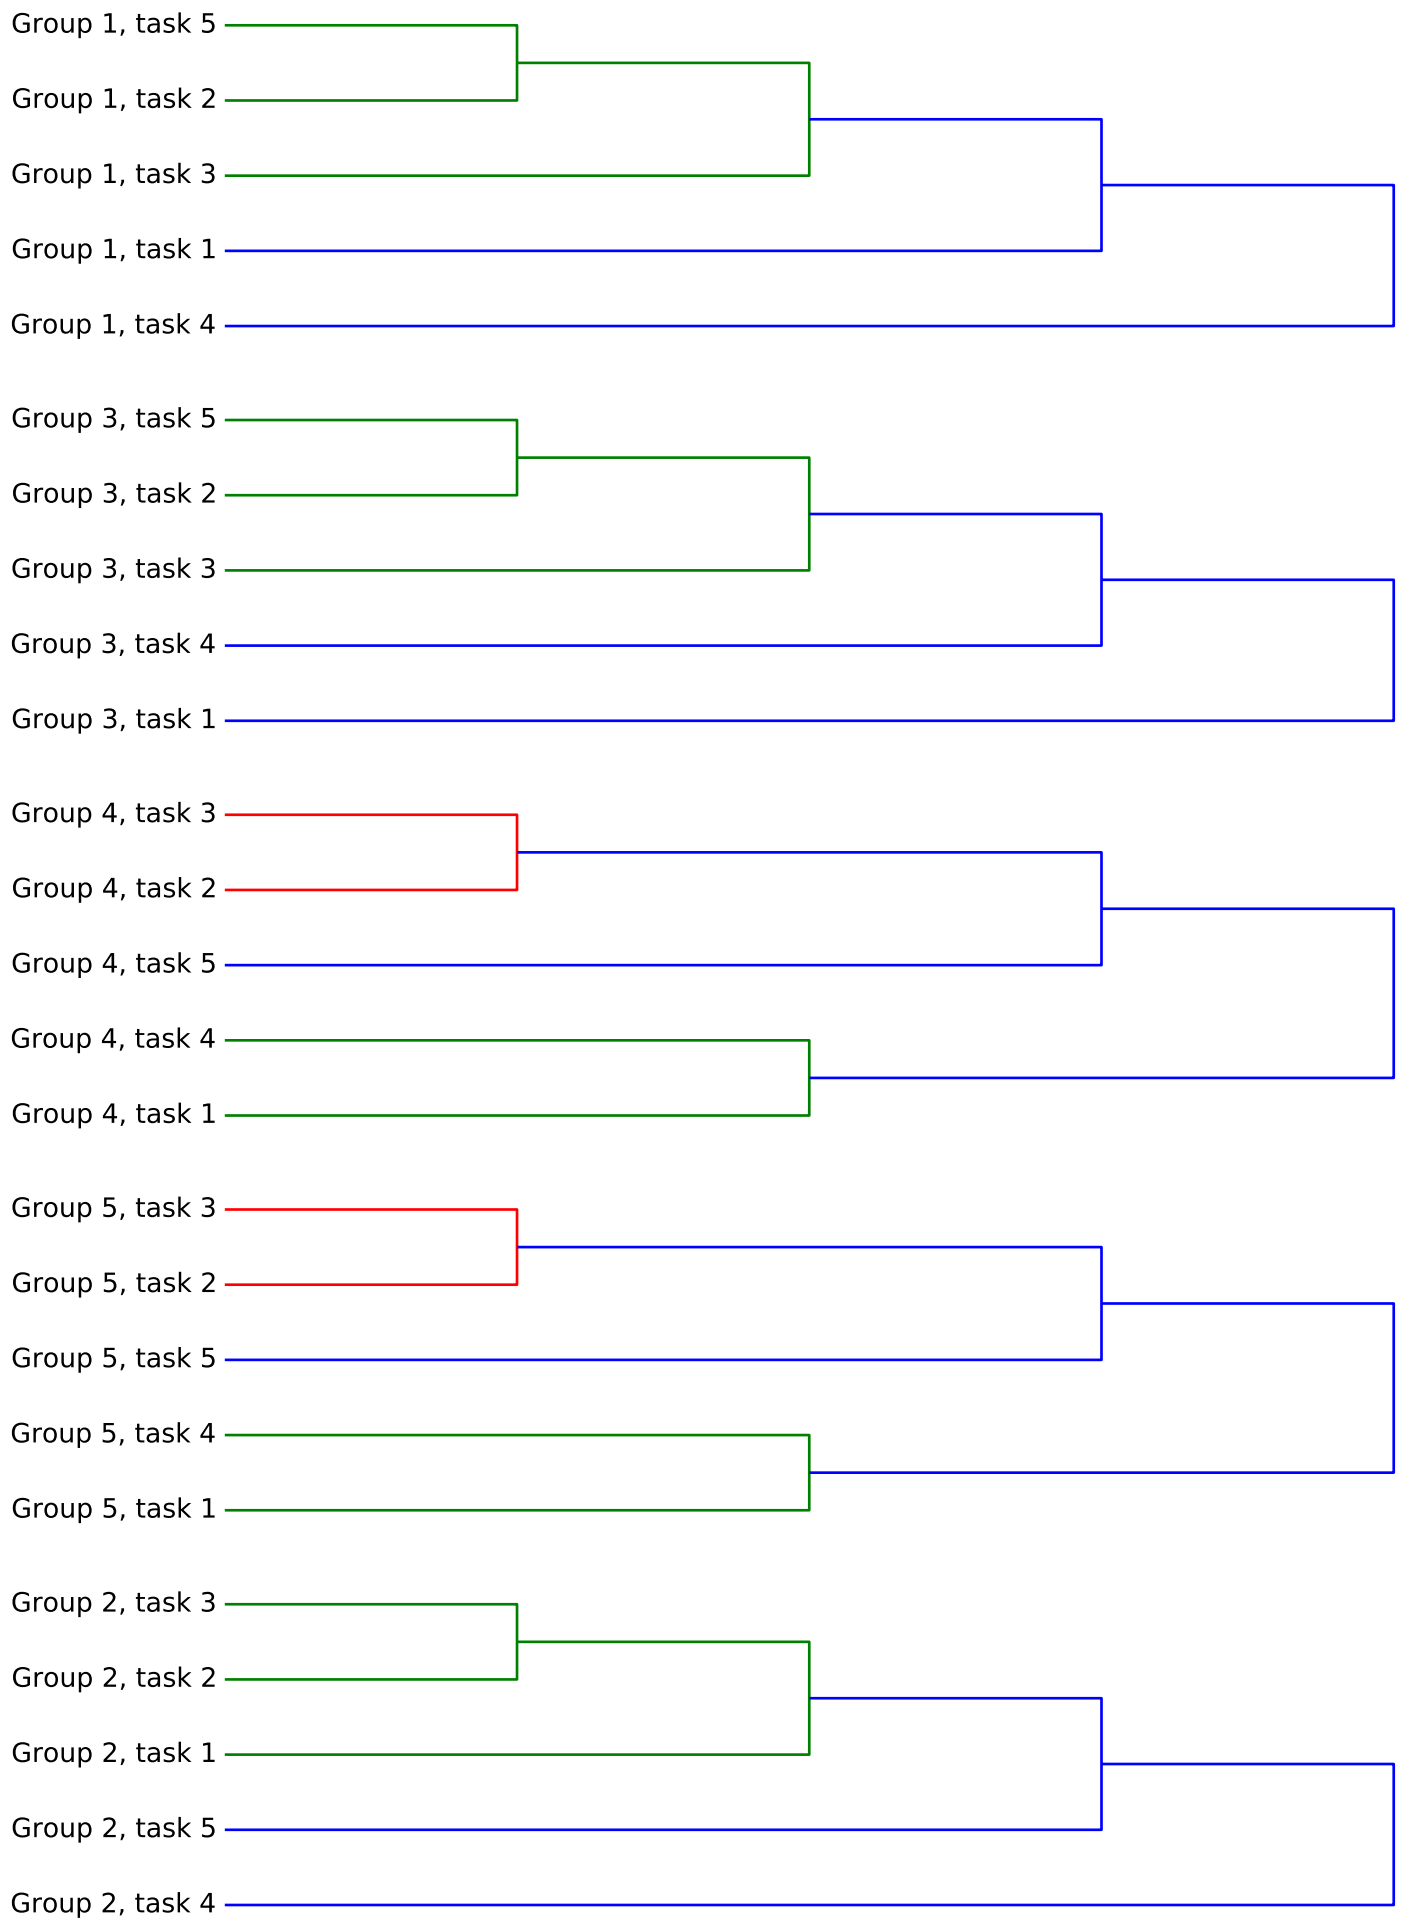 Group 1, task 5
Group 1, task 2
Group 1, task 3
Group 1, task 1
Group 1, task 4
Group 3, task 5
Group 3, task 2
Group 3, task 3
Group 3, task 4
Group 3, task 1
Group 4, task 3
Group 4, task 2
Group 4, task 5
Group 4, task 4
Group 4, task 1
Group 5, task 3
Group 5, task 2
Group 5, task 5
Group 5, task 4
Group 5, task 1
Group 2, task 3
Group 2, task 2
Group 2, task 1
Group 2, task 5
Group 2, task 4